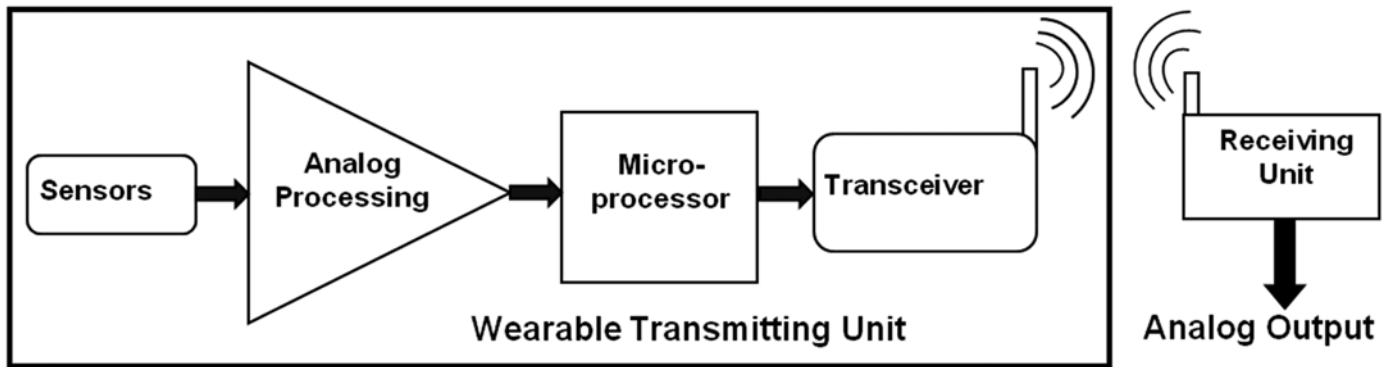 Sensors
Analog
Processing
Micro-
processor
Transceiver
Wearable Transmitting Unit
Receiving
Unit
Analog Output